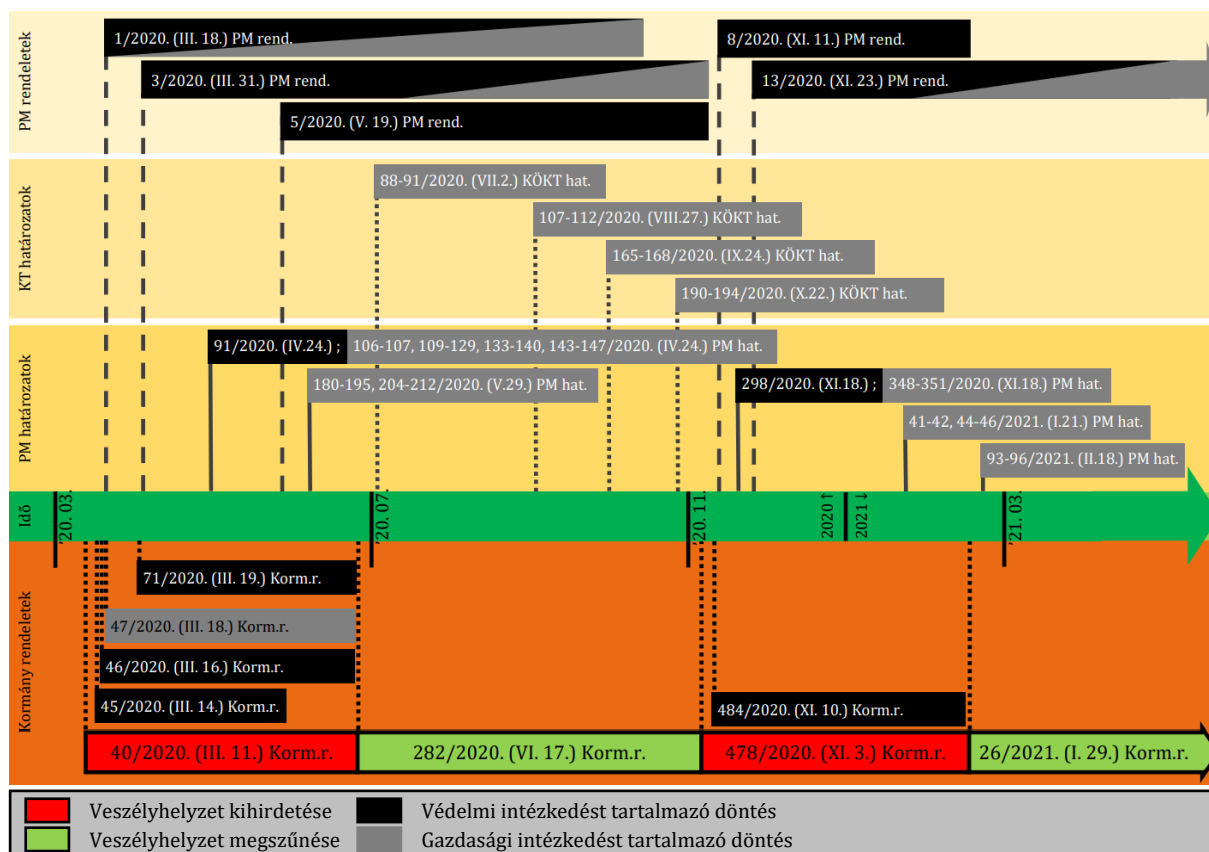 PM rendeletek
1/2020. (III. 18.) PM rend.
8/2020. (XI. 11.) PM rend.
3/2020. (III. 31.) PM rend.
13/2020. (XI. 23.) PM rend.
5/2020. (V. 19.) PM rend.
KT határozatok
88-91/2020. (VII.2.) KÖKT hat.
107-112/2020. (VIII.27.) KÖKT hat.
165-168/2020. (IX.24.) KÖKT hat.
190-194/2020. (X.22.) KÖKT hat.
PM határozatok
91/2020. (IV.24.) ; 106-107, 109-129, 133-140, 143-147/2020. (IV.24.) PM hat.
180-195, 204-212/2020. (V.29.) PM hat.
298/2020. (XI.18.) ; 348-351/2020. (XI.18.) PM hat.
41-42, 44-46/2021. (I.21.) PM hat.
93-96/2021. (II.18.) PM hat.
Idő
'20. 03.
'20. 07.
'20. 11.
2020↑
2021↓
'21. 03.
Kormány rendeletek
71/2020. (III. 19.) Korm.r.
47/2020. (III. 18.) Korm.r.
46/2020. (III. 16.) Korm.r.
45/2020. (III. 14.) Korm.r.
484/2020. (XI. 10.) Korm.r.
40/2020. (III. 11.) Korm.r.
282/2020. (VI. 17.) Korm.r.
478/2020. (XI. 3.) Korm.r.
26/2021. (I. 29.) Korm.r.
Veszélyhelyzet kihirdetése
Védelmi intézkedést tartalmazó döntés
Veszélyhelyzet megszűnése
Gazdasági intézkedést tartalmazó döntés